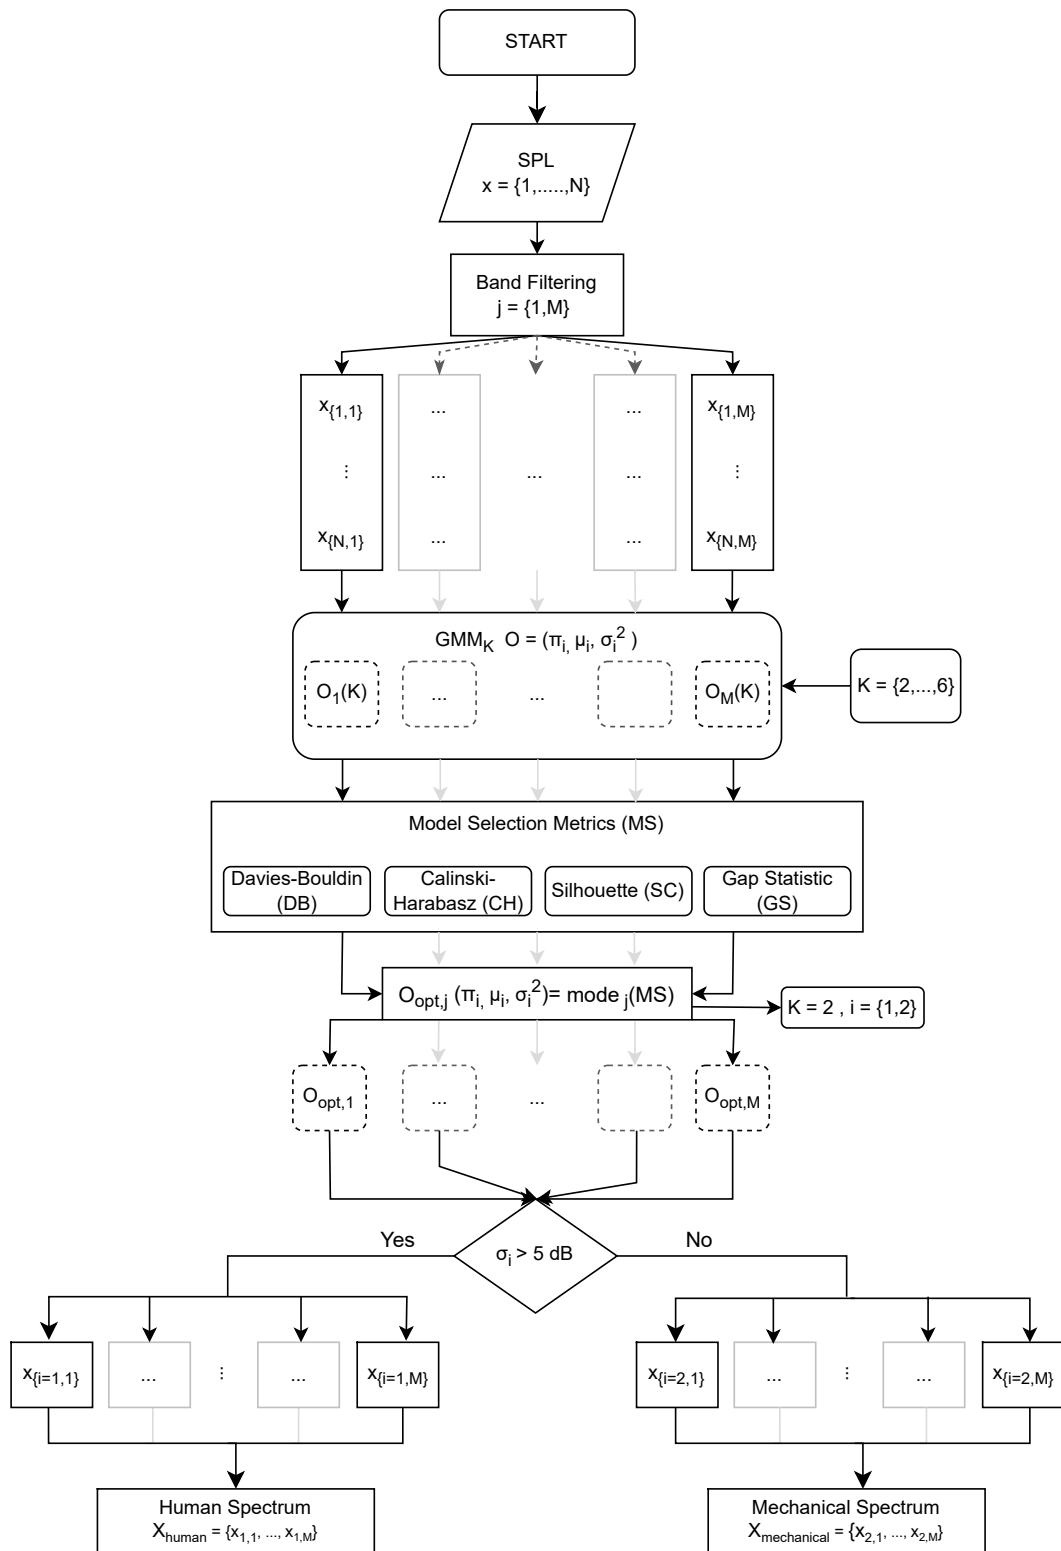 START
SPL
x = {1,.....,N}
Band Filtering
j = {1,M}
x{1,1} ... ... x{1,M}
⋮ ... ... ... ⋮
x{N,1} ... ... x{N,M}
GMMK O = (πi, μi, σi²)
O1(K) ... ... OM(K)
K = {2,...,6}
Model Selection Metrics (MS)
Davies-Bouldin
(DB)
Calinski-
Harabasz (CH)
Silhouette (SC)
Gap Statistic
(GS)
Oopt,j (πi, μi, σi²)= mode j(MS)
K = 2 , i = {1,2}
Oopt,1 ... ... Oopt,M
σi > 5 dB
Yes
No
x{i=1,1} ... ⋮ ... x{i=1,M}
x{i=2,1} ... ⋮ ... x{i=2,M}
Human Spectrum
Xhuman = {x1,1, ..., x1,M}
Mechanical Spectrum
Xmechanical = {x2,1, ..., x2,M}